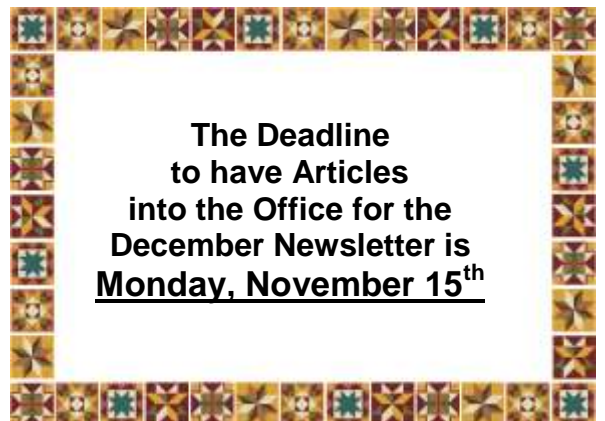 The Deadline
to have Articles
into the Office for the
December Newsletter is
Monday, November 15th